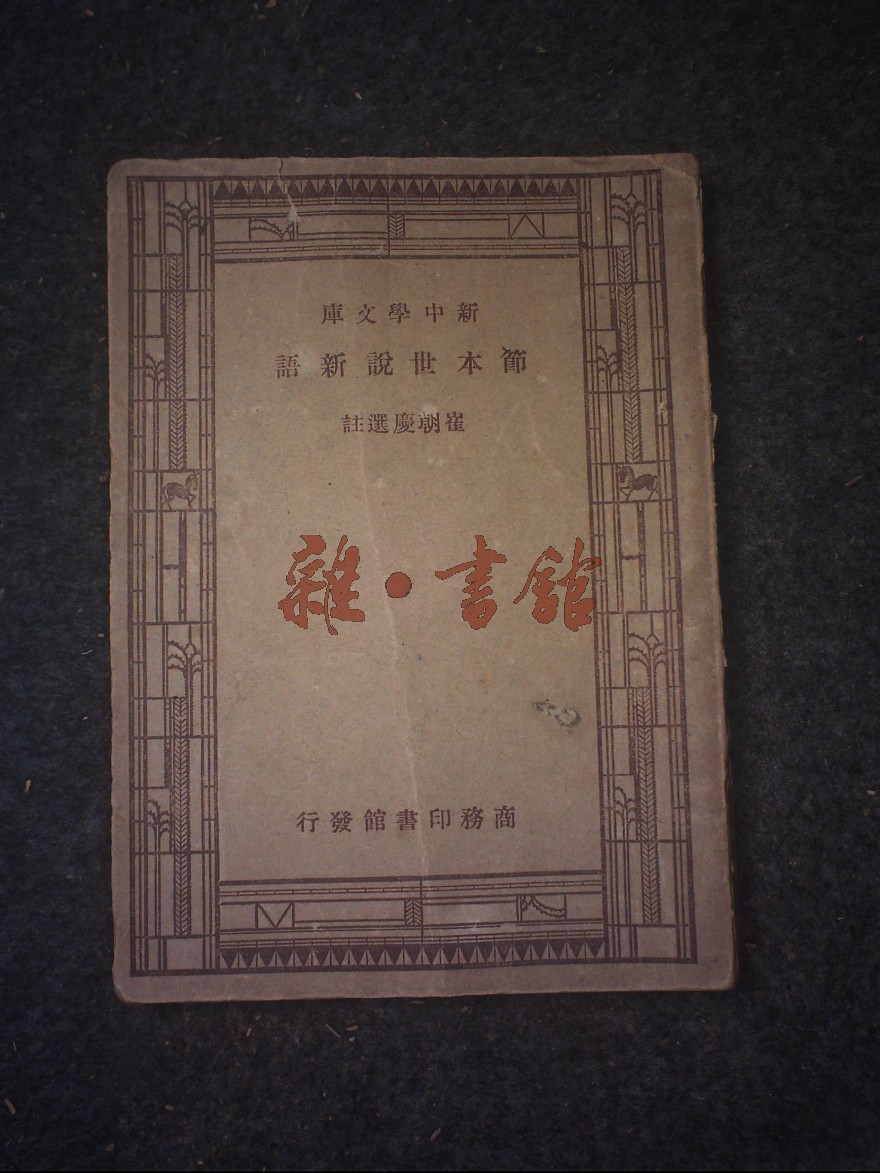 新中學文庫
節本世說新語
崔朝慶選註
雜·書館
商務印書館發行